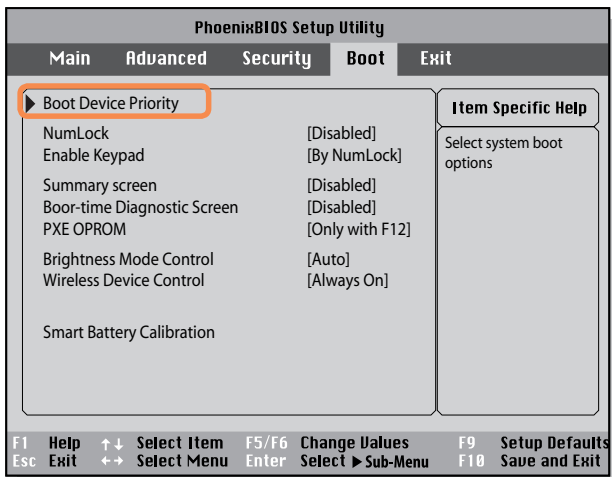 PhoenixBIOS Setup Utility
Main Advanced Security Boot Exit
▶ Boot Device Priority
NumLock [Disabled]
Enable Keypad [By NumLock]
Summary screen [Disabled]
Boor-time Diagnostic Screen [Disabled]
PXE OPROM [Only with F12]
Brightness Mode Control [Auto]
Wireless Device Control [Always On]
Smart Battery Calibration
Item Specific Help
Select system boot
options
F1 Help ↑↓ Select Item F5/F6 Change Values F9 Setup Defaults
Esc Exit ←→ Select Menu Enter Select ▶ Sub-Menu F10 Save and Exit